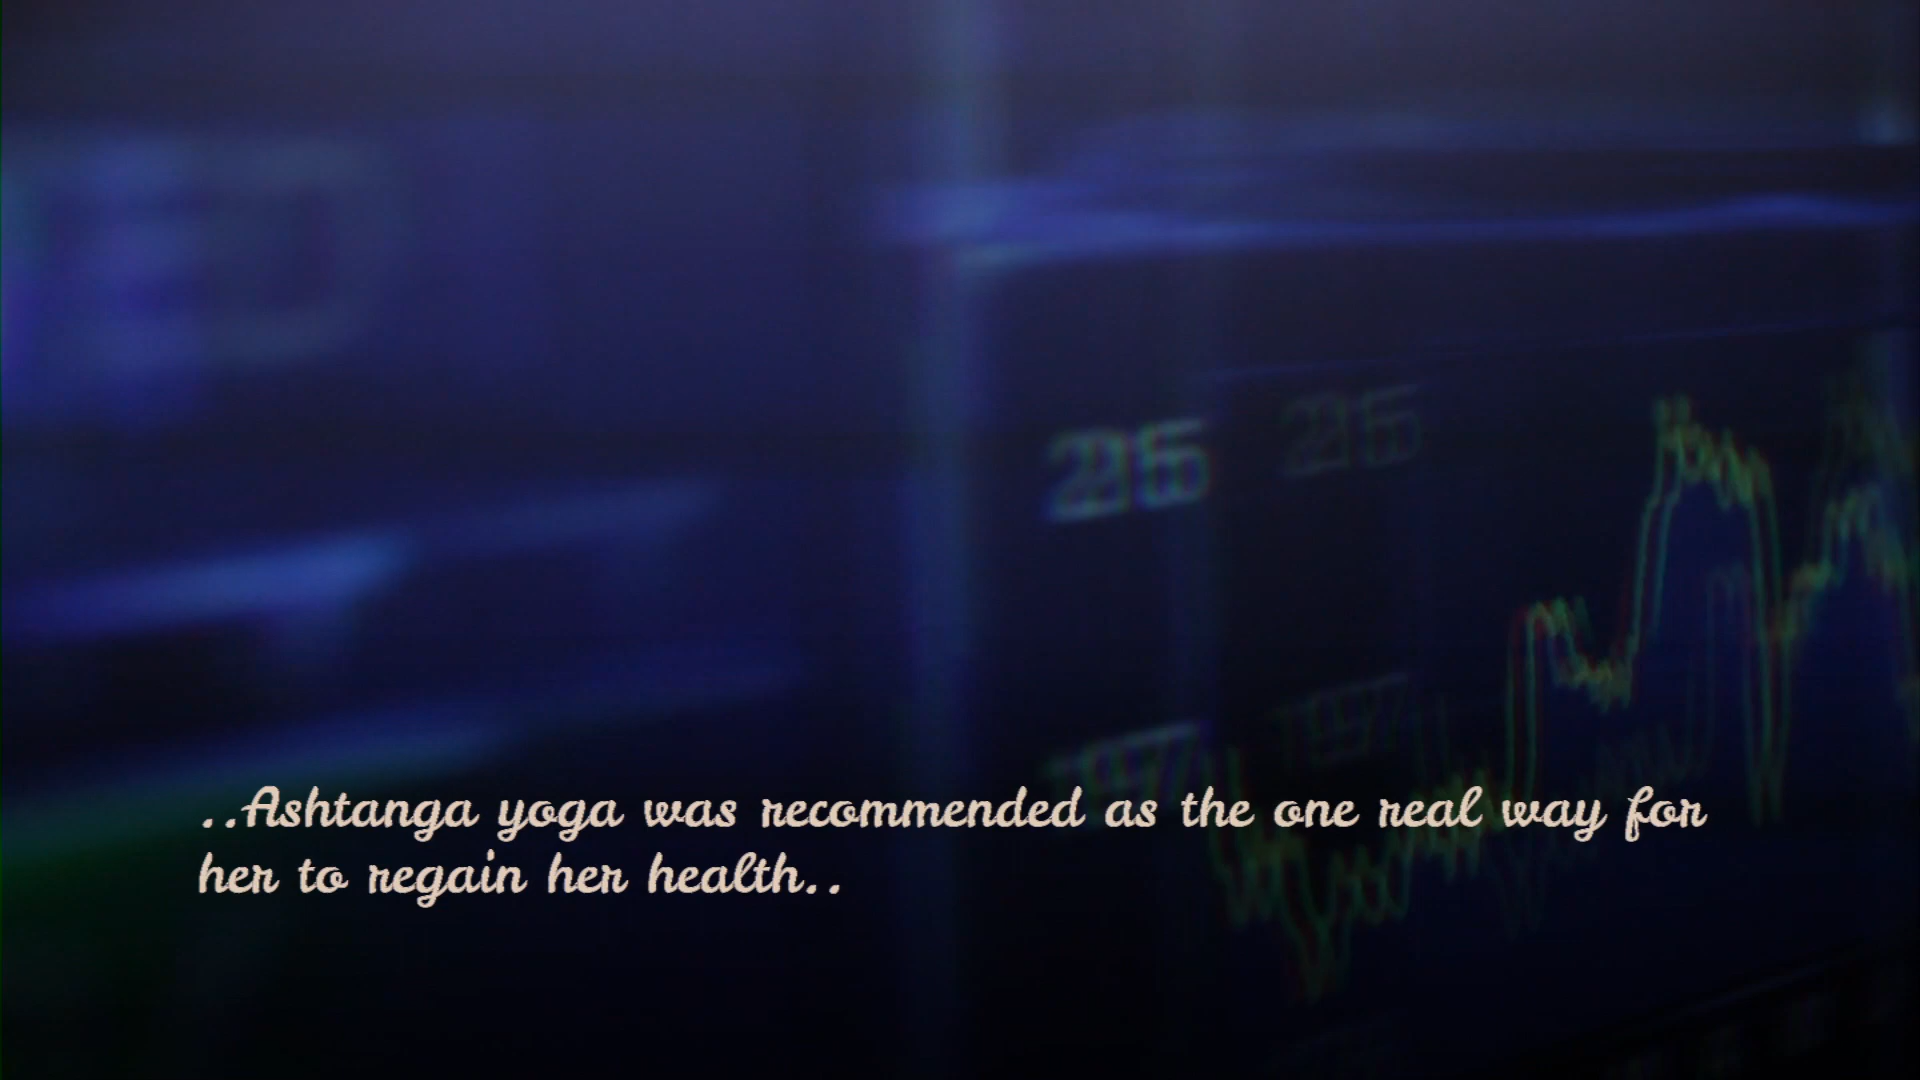 ..Ashtanga yoga was recommended as the one real way for
her to regain her health..